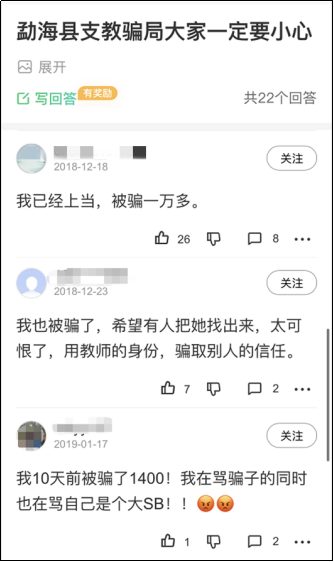 勐海县支教骗局大家一定要小心
展开
写回答
有奖励
共22个回答
2018-12-18
关注
我已经上当，被骗一万多。
26
8
2018-12-23
关注
我也被骗了，希望有人把她找出来，太可
恨了，用教师的身份，骗取别人的信任。
7
2
2019-01-17
关注
我10天前被骗了1400！我在骂骗子的同时
也在骂自己是个大SB！！😡😡
1
2